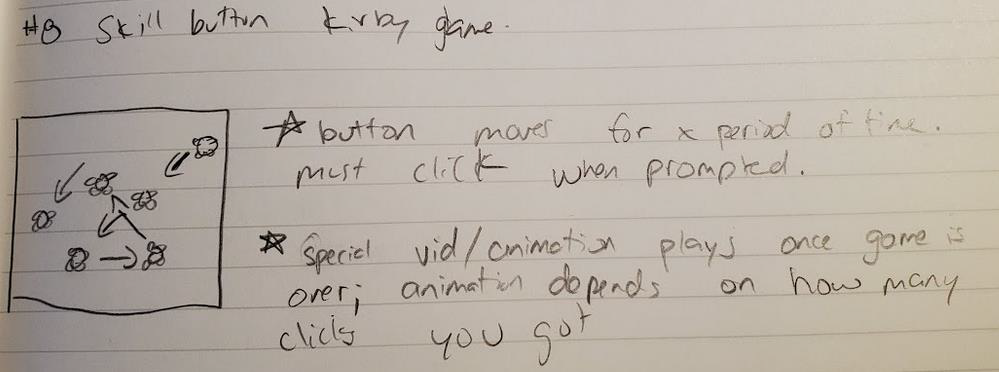 #8 Skill button Kirby game.
☆ button moves for x period of time.
must click when prompted.
☆ Special vid/animation plays once game is
over; animation depends on how many
clicks you got